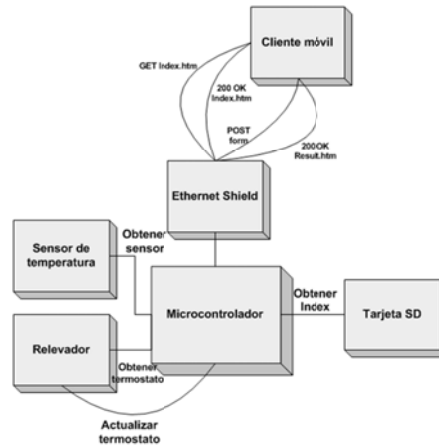 Cliente móvil
GET Index.htm
200 OK
Index.htm
POST
form
200OK
Result.htm
Ethernet Shield
Sensor de
temperatura
Obtener
sensor
Microcontrolador
Obtener
Index
Tarjeta SD
Relevador
Obtener
termostato
Actualizar
termostato